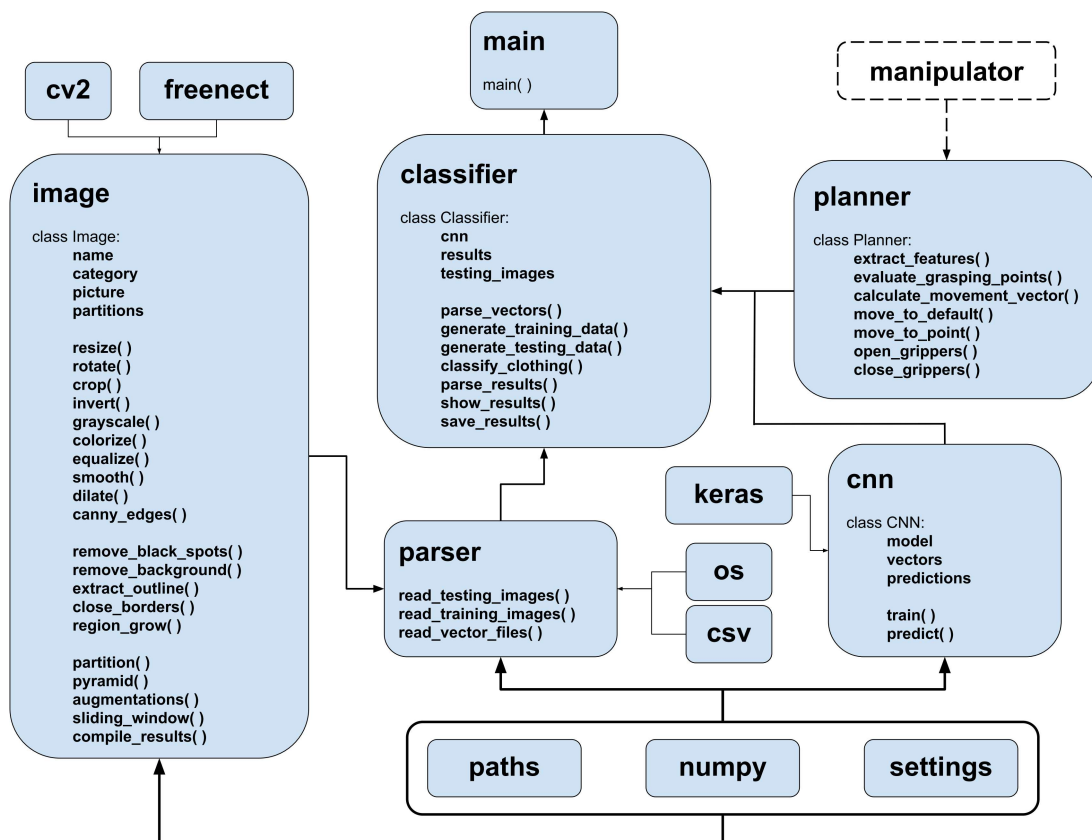 main
main( )
cv2
freenect
manipulator
image
class Image:
name
category
picture
partitions
resize( )
rotate( )
crop( )
invert( )
grayscale( )
colorize( )
equalize( )
smooth( )
dilate( )
canny_edges( )
remove_black_spots( )
remove_background( )
extract_outline( )
close_borders( )
region_grow( )
partition( )
pyramid( )
augmentations( )
sliding_window( )
compile_results( )
classifier
class Classifier:
cnn
results
testing_images
parse_vectors( )
generate_training_data( )
generate_testing_data( )
classify_clothing( )
parse_results( )
show_results( )
save_results( )
planner
class Planner:
extract_features( )
evaluate_grasping_points( )
calculate_movement_vector( )
move_to_default( )
move_to_point( )
open_grippers( )
close_grippers( )
keras
cnn
class CNN:
model
vectors
predictions
train( )
predict( )
parser
read_testing_images( )
read_training_images( )
read_vector_files( )
os
csv
paths
numpy
settings